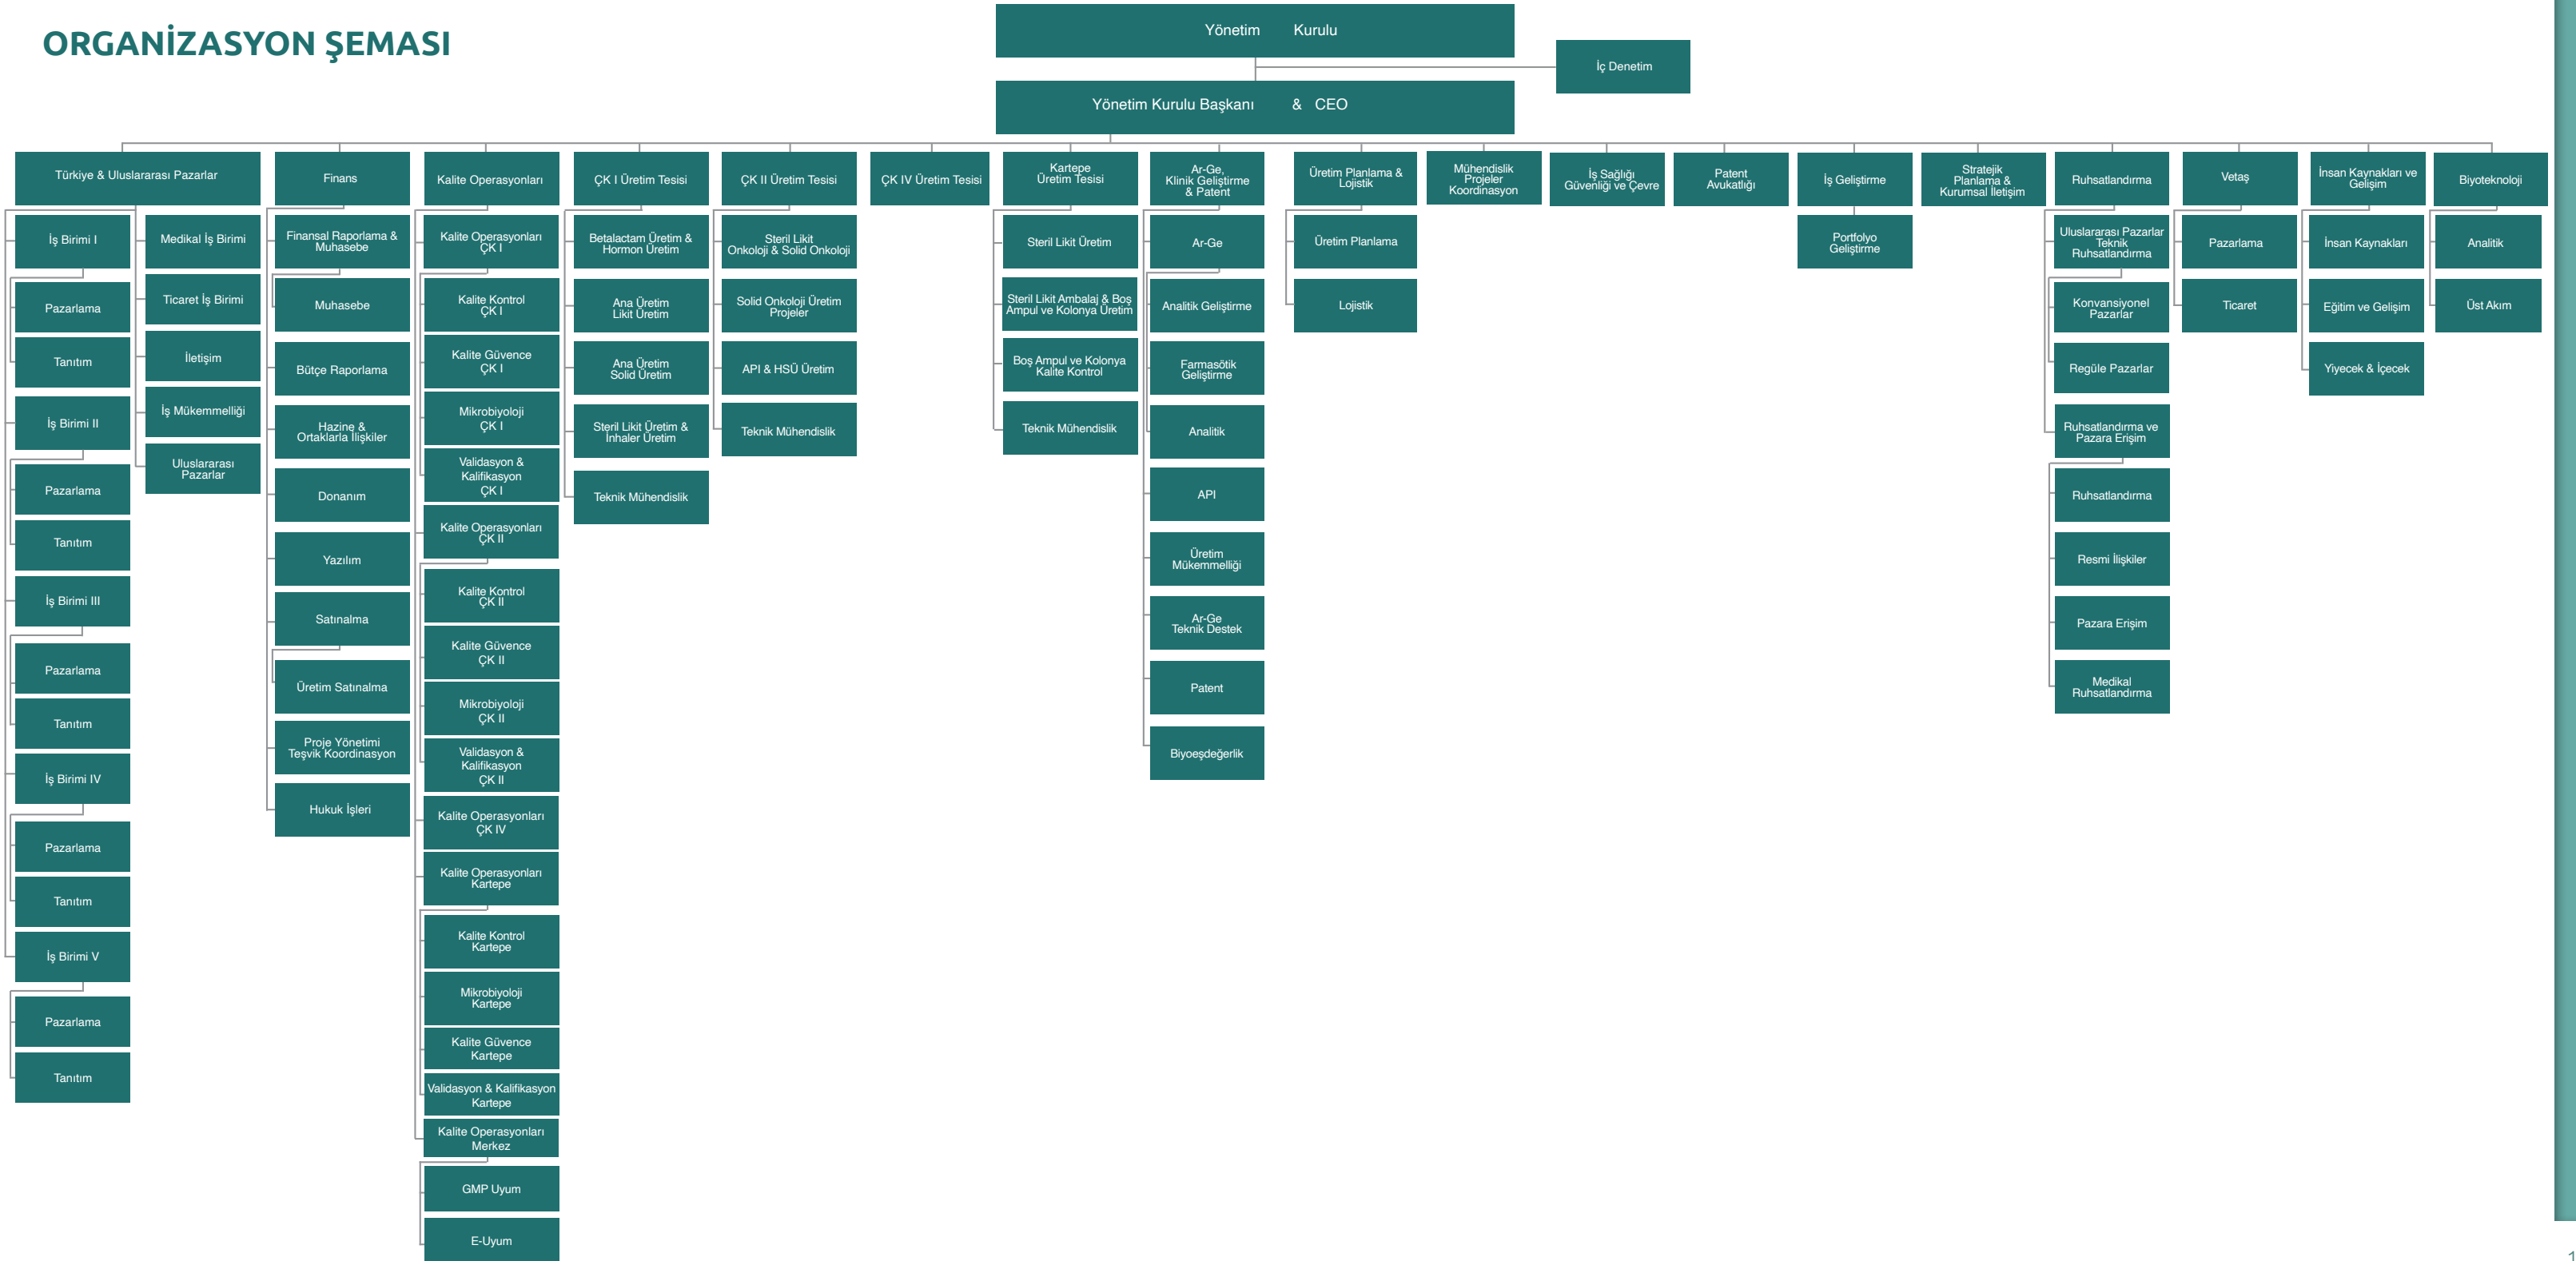 ORGANİZASYON ŞEMASI
Yönetim Kurulu
İç Denetim
Yönetim Kurulu Başkanı & CEO
Türkiye & Uluslararası Pazarlar
İş Birimi I
Pazarlama
Tanıtım
İş Birimi II
Pazarlama
Tanıtım
İş Birimi III
Pazarlama
Tanıtım
İş Birimi IV
Pazarlama
Tanıtım
İş Birimi V
Pazarlama
Tanıtım
Medikal İş Birimi
Ticaret İş Birimi
İletişim
İş Mükemmelliği
Uluslararası
Pazarlar
Finans
Finansal Raporlama &
Muhasebe
Muhasebe
Bütçe Raporlama
Hazine &
Ortaklarla İlişkiler
Donanım
Yazılım
Satınalma
Üretim Satınalma
Proje Yönetimi
Teşvik Koordinasyon
Hukuk İşleri
Kalite Operasyonları
Kalite Operasyonları
ÇK I
Kalite Kontrol
ÇK I
Kalite Güvence
ÇK I
Mikrobiyoloji
ÇK I
Validasyon &
Kalifikasyon
ÇK I
Kalite Operasyonları
ÇK II
Kalite Kontrol
ÇK II
Kalite Güvence
ÇK II
Mikrobiyoloji
ÇK II
Validasyon &
Kalifikasyon
ÇK II
Kalite Operasyonları
ÇK IV
Kalite Operasyonları
Kartepe
Kalite Kontrol
Kartepe
Mikrobiyoloji
Kartepe
Kalite Güvence
Kartepe
Validasyon & Kalifikasyon
Kartepe
Kalite Operasyonları
Merkez
GMP Uyum
E-Uyum
ÇK I Üretim Tesisi
Betalactam Üretim &
Hormon Üretim
Ana Üretim
Likit Üretim
Ana Üretim
Solid Üretim
Steril Likit Üretim &
İnhaler Üretim
Teknik Mühendislik
ÇK II Üretim Tesisi
Steril Likit
Onkoloji & Solid Onkoloji
Solid Onkoloji Üretim
Projeler
API & HSÜ Üretim
Teknik Mühendislik
ÇK IV Üretim Tesisi
Kartepe
Üretim Tesisi
Steril Likit Üretim
Steril Likit Ambalaj & Boş
Ampul ve Kolonya Üretim
Boş Ampul ve Kolonya
Kalite Kontrol
Teknik Mühendislik
Ar-Ge,
Klinik Geliştirme
& Patent
Ar-Ge
Analitik Geliştirme
Farmasötik
Geliştirme
Analitik
API
Üretim
Mükemmelliği
Ar-Ge
Teknik Destek
Patent
Biyoeşdeğerlik
Üretim Planlama &
Lojistik
Üretim Planlama
Lojistik
Mühendislik
Projeler
Koordinasyon
İş Sağlığı
Güvenliği ve Çevre
Patent
Avukatlığı
İş Geliştirme
Portfolyo
Geliştirme
Stratejik
Planlama &
Kurumsal İletişim
Ruhsatlandırma
Uluslararası Pazarlar
Teknik
Ruhsatlandırma
Konvansiyonel
Pazarlar
Regüle Pazarlar
Ruhsatlandırma ve
Pazara Erişim
Ruhsatlandırma
Resmi İlişkiler
Pazara Erişim
Medikal
Ruhsatlandırma
Vetaş
Pazarlama
Ticaret
İnsan Kaynakları ve
Gelişim
İnsan Kaynakları
Eğitim ve Gelişim
Yiyecek & İçecek
Biyoteknoloji
Analitik
Üst Akım
1